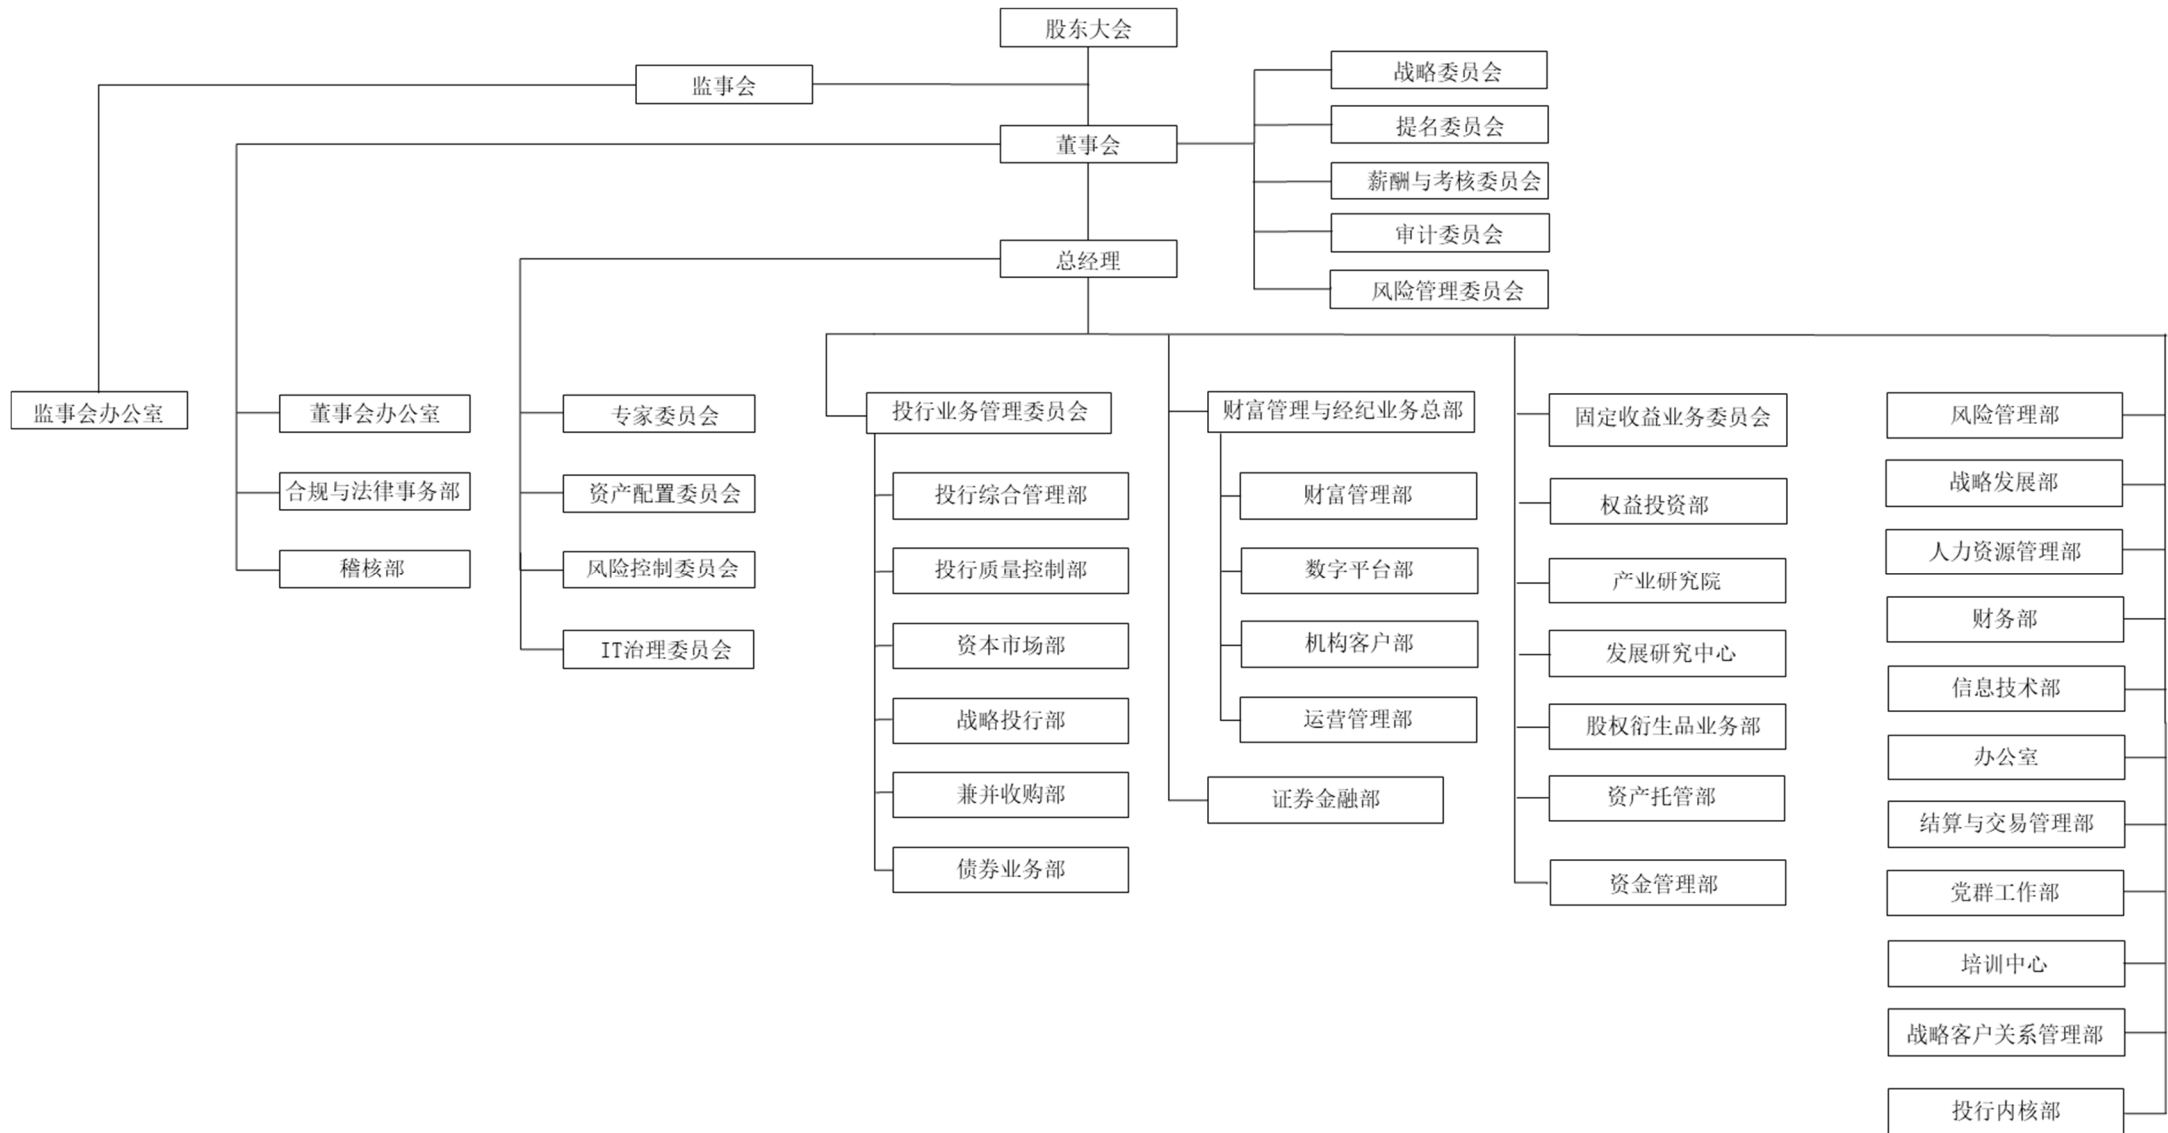 股东大会
监事会
董事会
战略委员会
提名委员会
薪酬与考核委员会
审计委员会
风险管理委员会
总经理
监事会办公室
董事会办公室
合规与法律事务部
稽核部
专家委员会
资产配置委员会
风险控制委员会
IT治理委员会
投行业务管理委员会
投行综合管理部
投行质量控制部
资本市场部
战略投行部
兼并收购部
债券业务部
财富管理与经纪业务总部
财富管理部
数字平台部
机构客户部
运营管理部
证券金融部
固定收益业务委员会
权益投资部
产业研究院
发展研究中心
股权衍生品业务部
资产托管部
资金管理部
风险管理部
战略发展部
人力资源管理部
财务部
信息技术部
办公室
结算与交易管理部
党群工作部
培训中心
战略客户关系管理部
投行内核部